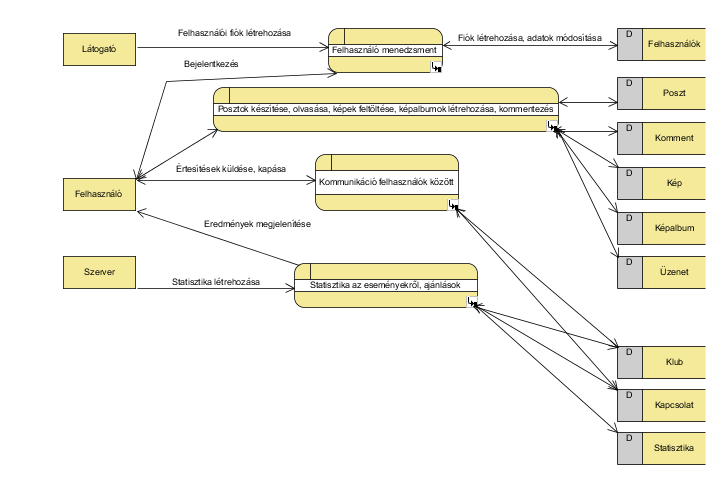 Felhasználói fiók létrehozása
Fiók létrehozása, adatok módosítása
D
Látogató
Felhasználó menedzsment
Felhasználók
Bejelentkezés
D
Poszt
Posztok készítése, olvasása, képek felföltése, képalbumok létrehozása, kommentezés
D
Komment
Értesítések küldése, kapása
D
Kép
Felhasználó
Kommunikáció felhasználók között
D
Képalbum
Eredmények megjelenítése
D
Szerver
Üzenet
Statisztika létrehozása
Statisztika az eseményekről, ajánlások
D
Klub
D
Kapcsolat
D
Statisztika